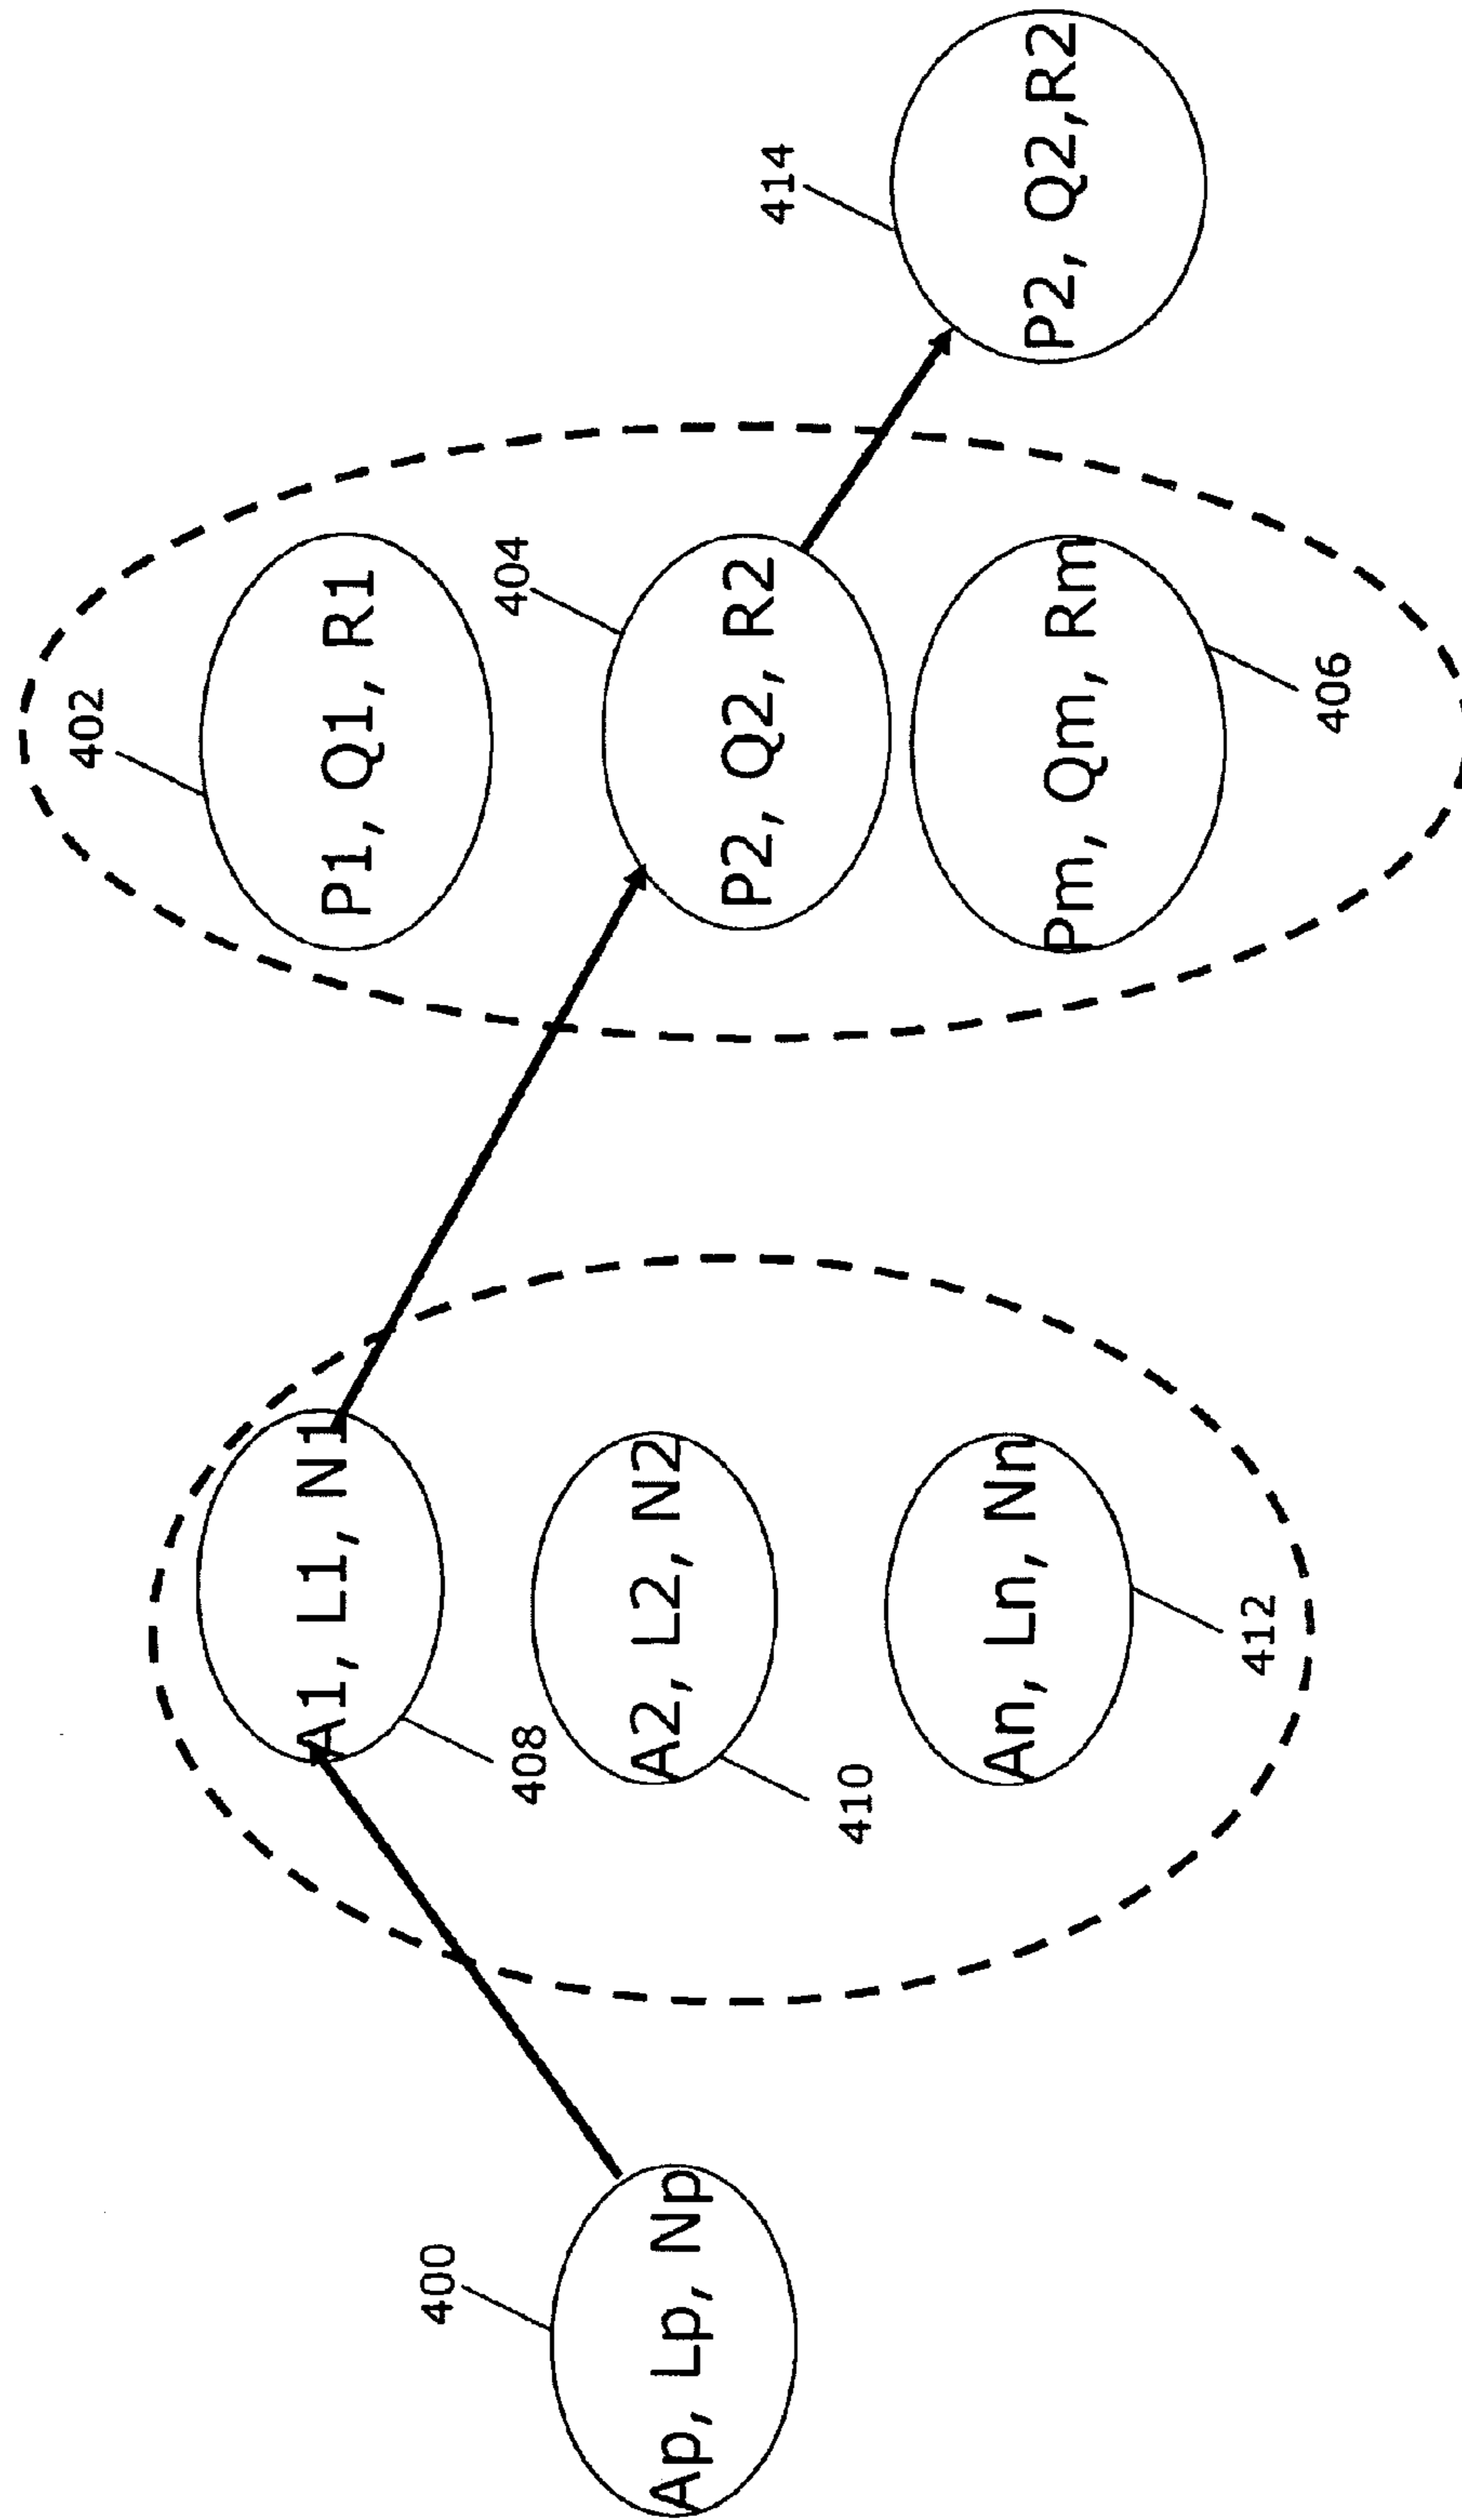 400
Ap, Lp, Np
A1, L1, N1
408
A2, L2, N2
410
An, Ln, Nn
412
402
P1, Q1, R1
404
P2, Q2, R2
Pm, Qm, Rm
406
414
P2, Q2,R2